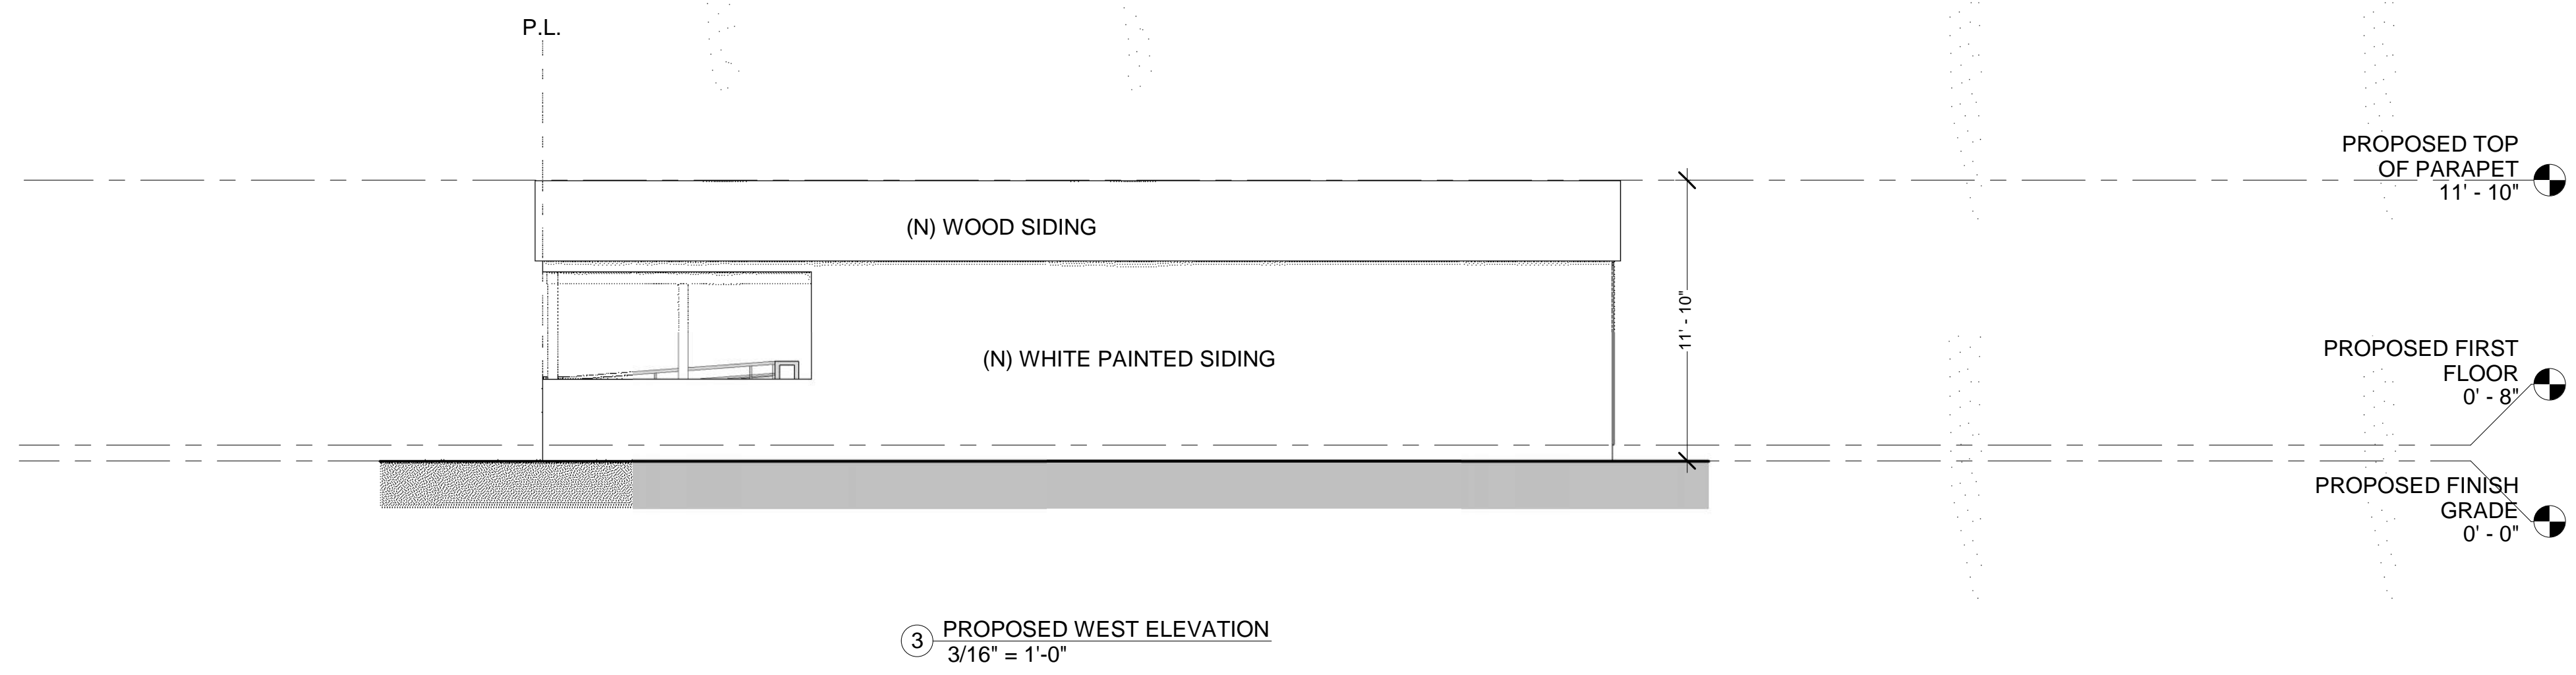 P.L.
PROPOSED TOP
OF PARAPET
11' - 10"
(N) WOOD SIDING
11' - 10"
(N) WHITE PAINTED SIDING
PROPOSED FIRST
FLOOR
0' - 8"
PROPOSED FINISH
GRADE
0' - 0"
3
PROPOSED WEST ELEVATION
3/16" = 1'-0"